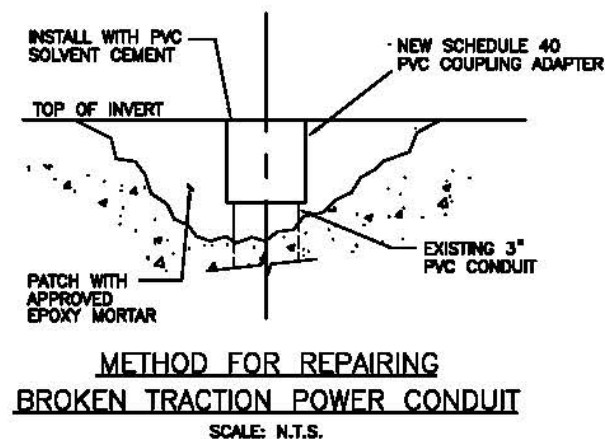 INSTALL WITH PVC
SOLVENT CEMENT
NEW SCHEDULE 40
PVC COUPLING ADAPTER
TOP OF INVERT
EXISTING 3"
PVC CONDUIT
PATCH WITH
APPROVED
EPOXY MORTAR
METHOD FOR REPAIRING
BROKEN TRACTION POWER CONDUIT
SCALE: N.T.S.